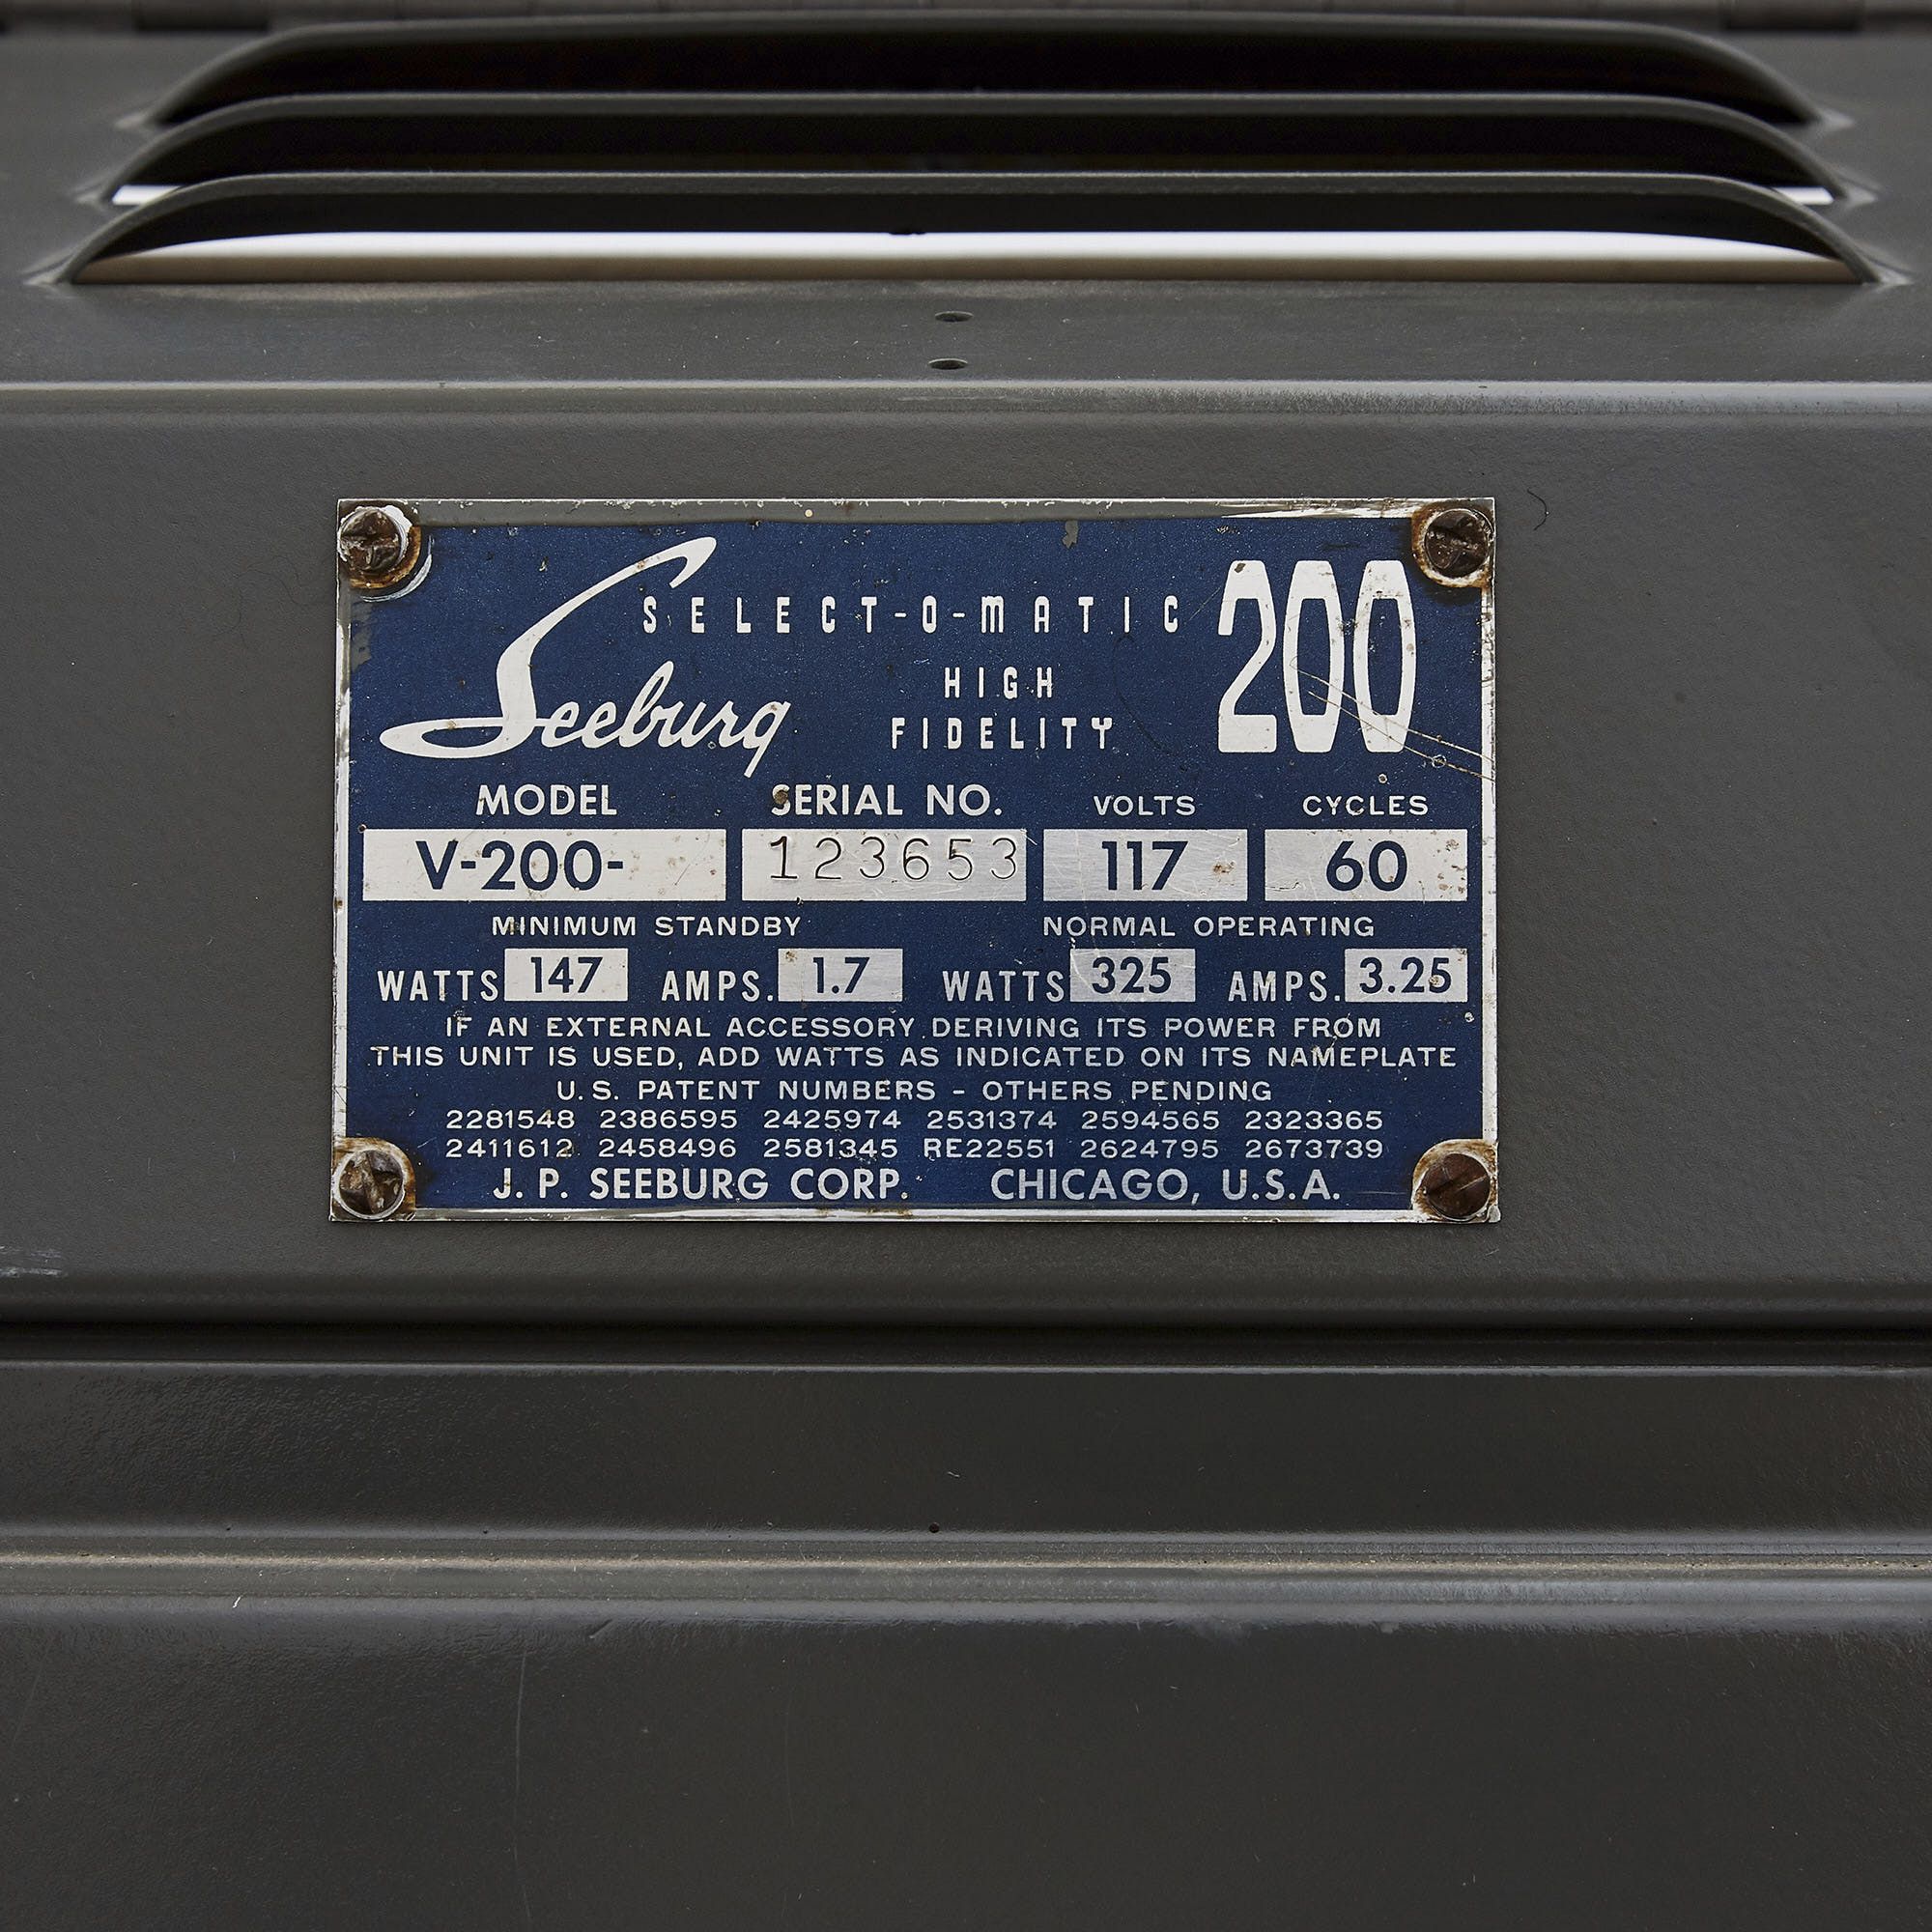 SELECT-O-MATIC 200
Seeburg HIGH
FIDELITY
MODEL SERIAL NO. VOLTS CYCLES
V-200- 123653 117 60
MINIMUM STANDBY NORMAL OPERATING
WATTS 147 AMPS. 1.7 WATTS 325 AMPS. 3.25
IF AN EXTERNAL ACCESSORY DERIVING ITS POWER FROM
THIS UNIT IS USED, ADD WATTS AS INDICATED ON ITS NAMEPLATE
U.S. PATENT NUMBERS - OTHERS PENDING
2281548 2386595 2425974 2531374 2594565 2323365
2411612 2458496 2581345 RE22551 2624795 2673739
J. P. SEEBURG CORP. CHICAGO, U.S.A.